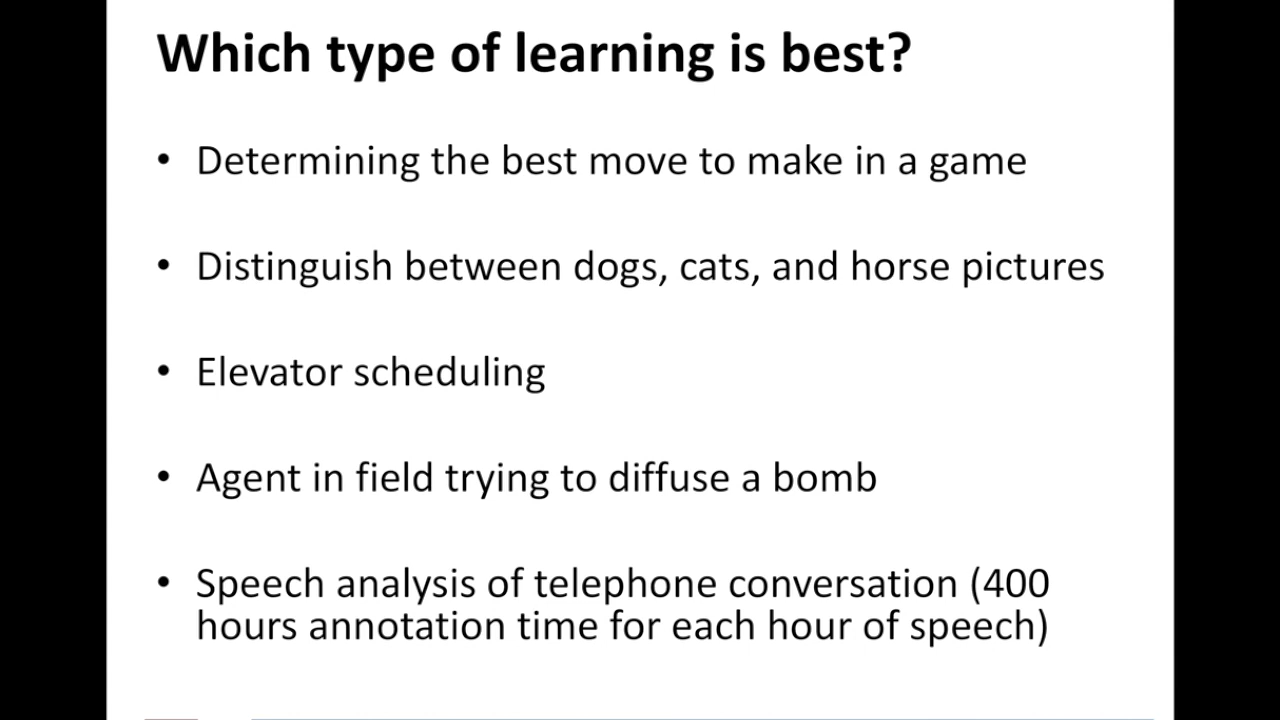 Which type of learning is best?
• Determining the best move to make in a game
• Distinguish between dogs, cats, and horse pictures
• Elevator scheduling
• Agent in field trying to diffuse a bomb
• Speech analysis of telephone conversation (400
hours annotation time for each hour of speech)